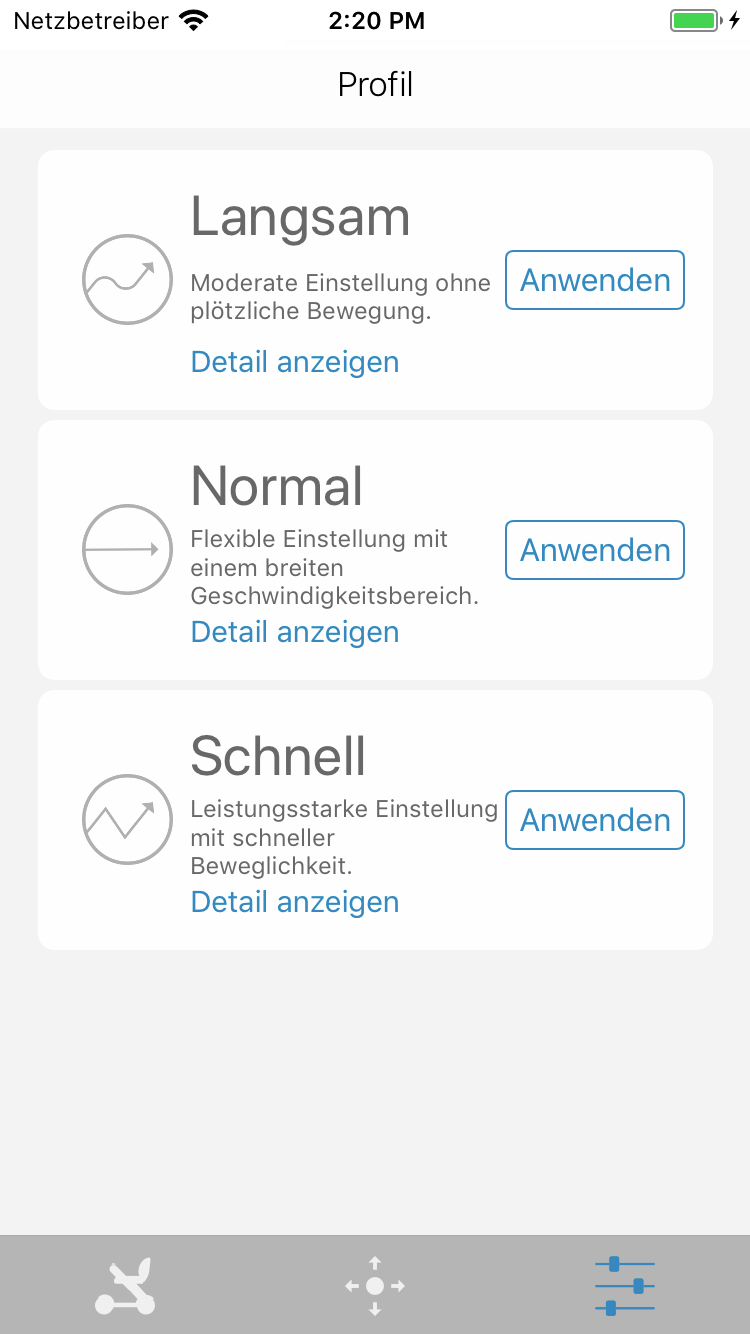 Netzbetreiber 2:20 PM
Profil
Langsam
Moderate Einstellung ohne
plötzliche Bewegung.
Anwenden
Detail anzeigen
Normal
Flexible Einstellung mit
einem breiten
Geschwindigkeitsbereich.
Anwenden
Detail anzeigen
Schnell
Leistungsstarke Einstellung
mit schneller
Beweglichkeit.
Anwenden
Detail anzeigen